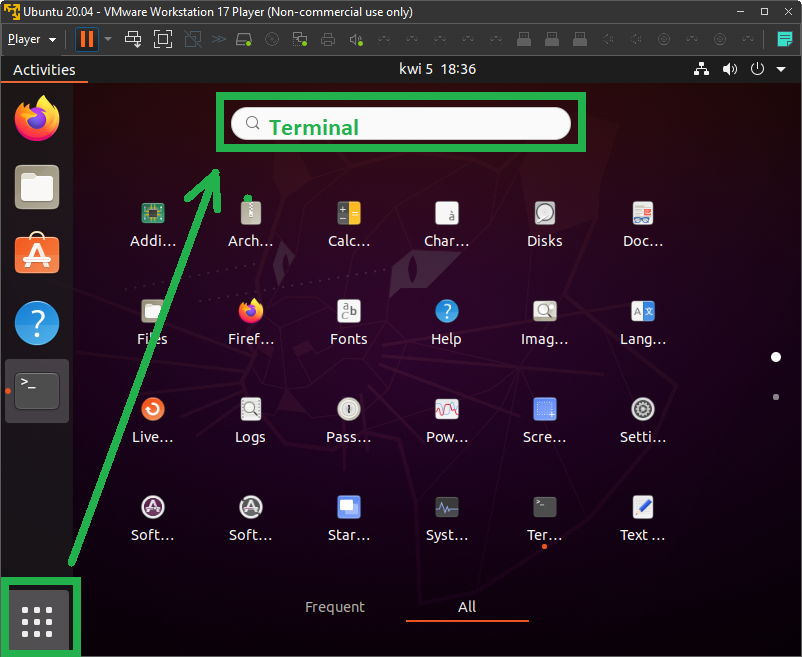 Ubuntu 20.04 - VMware Workstation 17 Player (Non-commercial use only)
Player
Activities
kwi 5 18:36
Terminal
Addi... Arch... Calc... Char... Disks Doc...
Files Firef... Fonts Help Imag... Lang...
Live... Logs Pass... Pow... Scre... Setti...
Soft... Soft... Star... Syst... Ter... Text ...
Frequent All